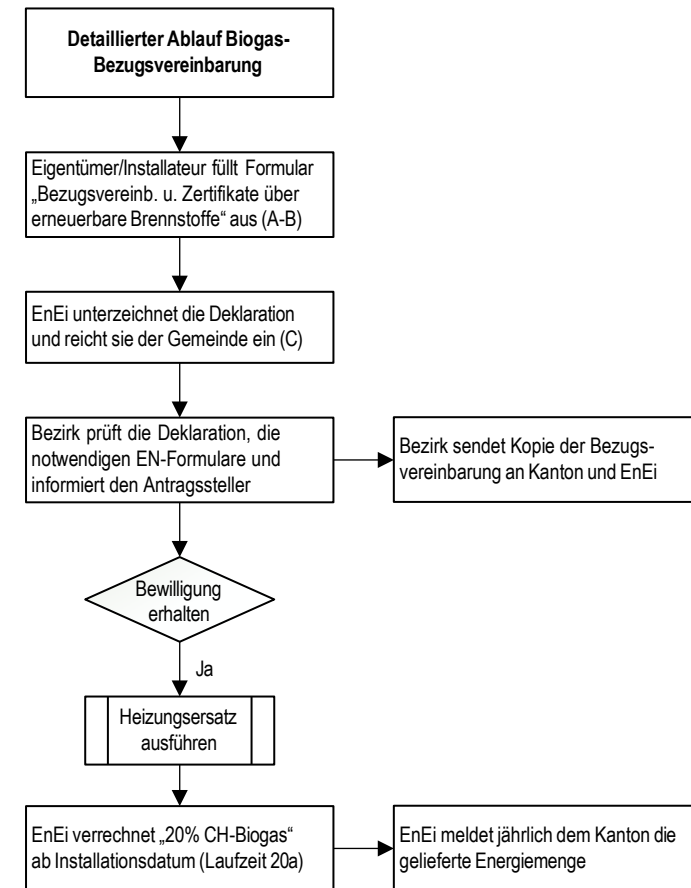 Detaillierter Ablauf Biogas-
Bezugsvereinbarung
Eigentümer/Installateur füllt Formular
„Bezugsvereinb. u. Zertifikate über
erneuerbare Brennstoffe“ aus (A-B)
EnEi unterzeichnet die Deklaration
und reicht sie der Gemeinde ein (C)
Bezirk prüft die Deklaration, die
notwendigen EN-Formulare und
informiert den Antragssteller
Bezirk sendet Kopie der Bezugs-
vereinbarung an Kanton und EnEi
Bewilligung
erhalten
Ja
Heizungsersatz
ausführen
EnEi verrechnet „20% CH-Biogas“
ab Installationsdatum (Laufzeit 20a)
EnEi meldet jährlich dem Kanton die
gelieferte Energiemenge